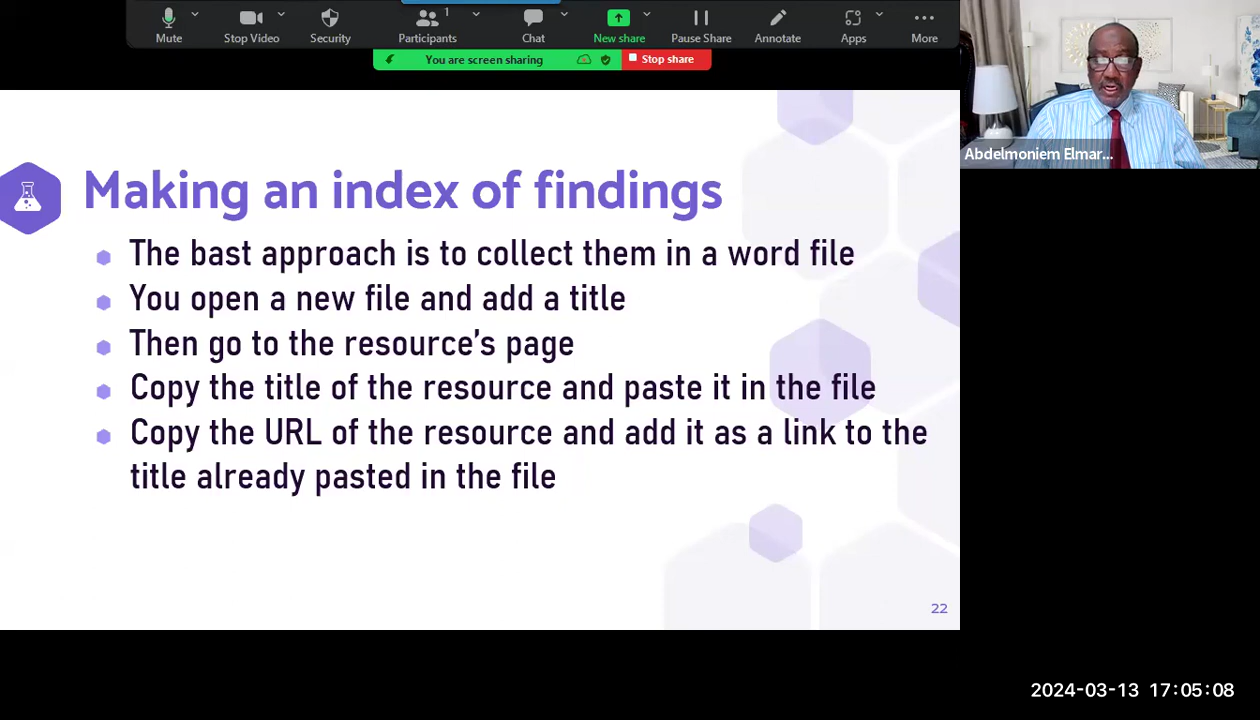 1
Mute
Stop Video
Security
Participants
Chat
New share
Pause Share
Annotate
Apps
More
You are screen sharing
Stop share
Abdelmoniem Elmar...
Making an index of findings
The bast approach is to collect them in a word file
You open a new file and add a title
Then go to the resource's page
Copy the title of the resource and paste it in the file
Copy the URL of the resource and add it as a link to the
title already pasted in the file
22
2024-03-13 17:05:08